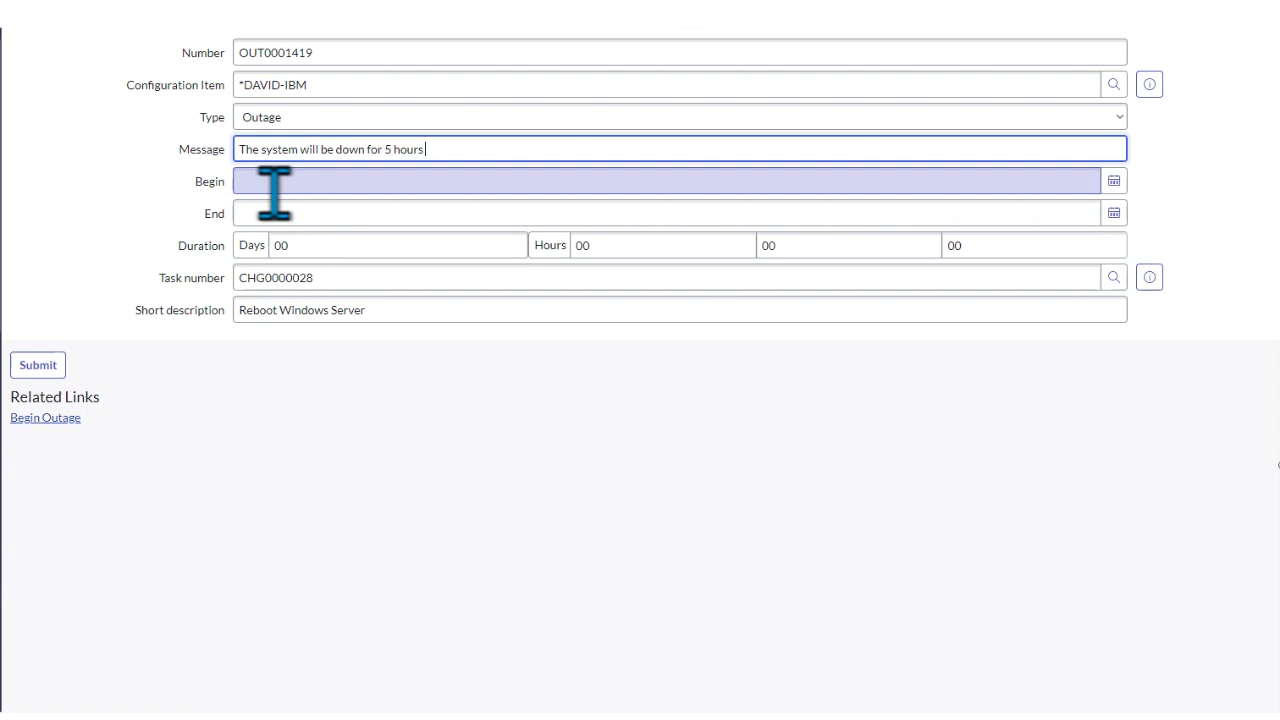 Number OUT0001419
Configuration Item *DAVID-IBM
Type Outage
Message The system will be down for 5 hours
Begin
End
Duration Days 00 Hours 00 00 00
Task number CHG0000028
Short description Reboot Windows Server
Submit
Related Links
Begin Outage